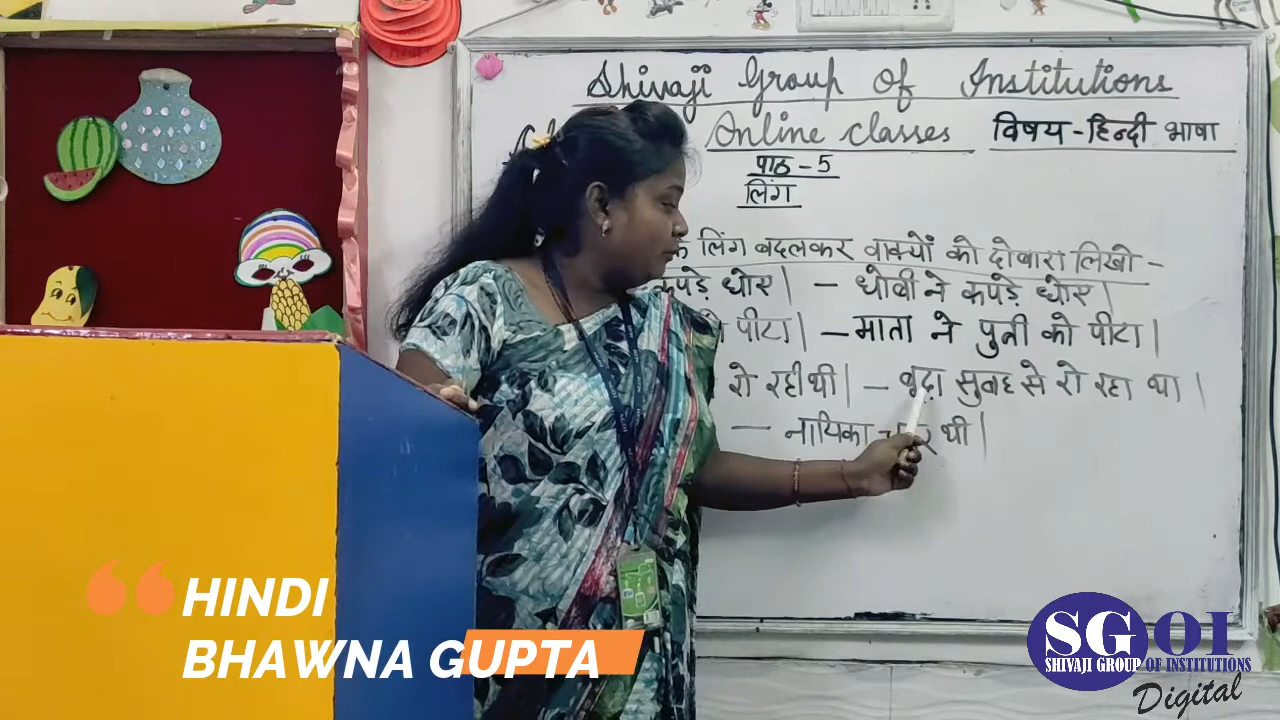 Shivaji Group Of Institutions
Online classes विषय - हिन्दी भाषा
पाठ - 5
लिंग
लिंग बदलकर वाक्यों को दोबारा लिखो -
कपड़े धोए | - धोबी ने कपड़े धोए |
पीटा | - माता ने पुत्री को पीटा |
रो रही थी | - बूढ़ा सुबह से रो रहा था |
- नायिका थी |
HINDI
BHAWNA GUPTA
SGOI
SHIVAJI GROUP OF INSTITUTIONS
Digital